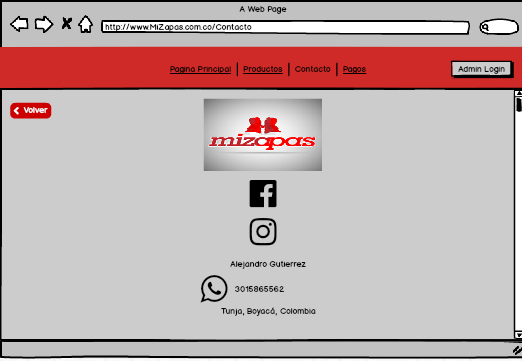 A Web Page
http://www.MiZapas.com.co/Contacto
Pagina Principal Productos Contacto Pagos
Admin Login
Volver
mizapas
Alejandro Gutierrez
3015865562
Tunja, Boyacá, Colombia